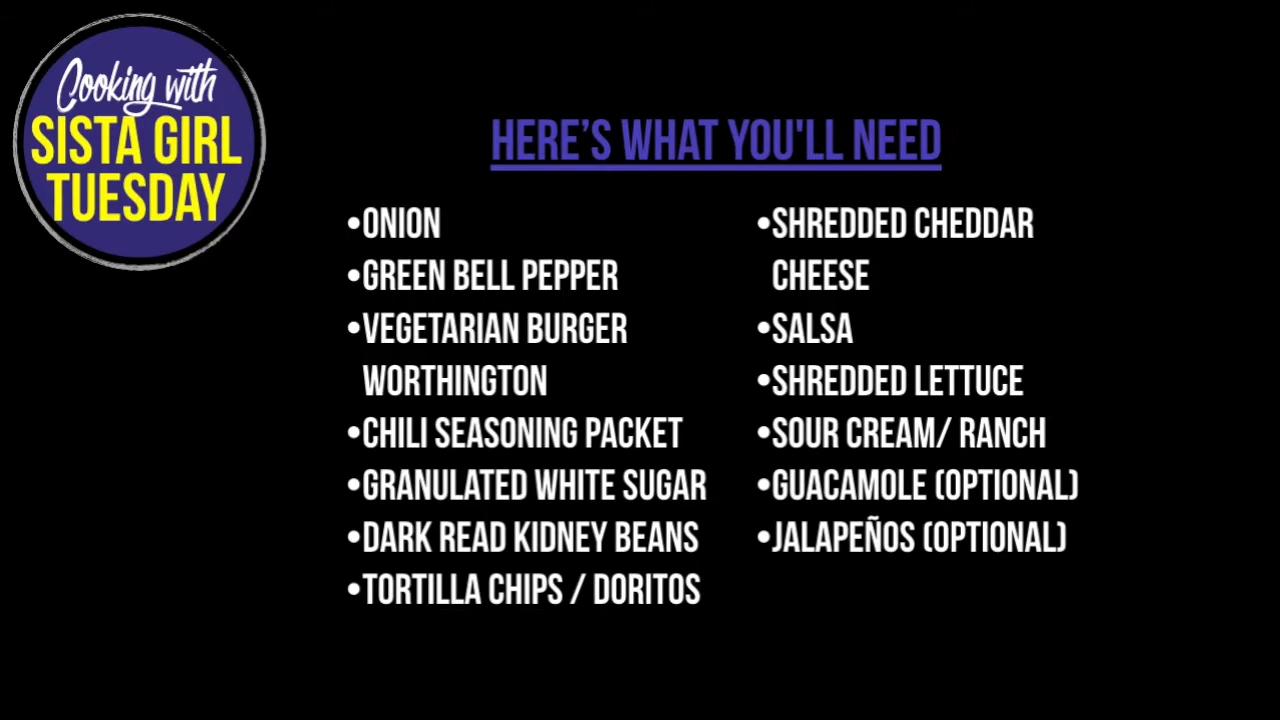 Cooking with
SISTA GIRL
TUESDAY
HERE’S WHAT YOU'LL NEED
•ONION
•GREEN BELL PEPPER
•VEGETARIAN BURGER
WORTHINGTON
•CHILI SEASONING PACKET
•GRANULATED WHITE SUGAR
•DARK READ KIDNEY BEANS
•TORTILLA CHIPS / DORITOS
•SHREDDED CHEDDAR
CHEESE
•SALSA
•SHREDDED LETTUCE
•SOUR CREAM/ RANCH
•GUACAMOLE (OPTIONAL)
•JALAPEÑOS (OPTIONAL)